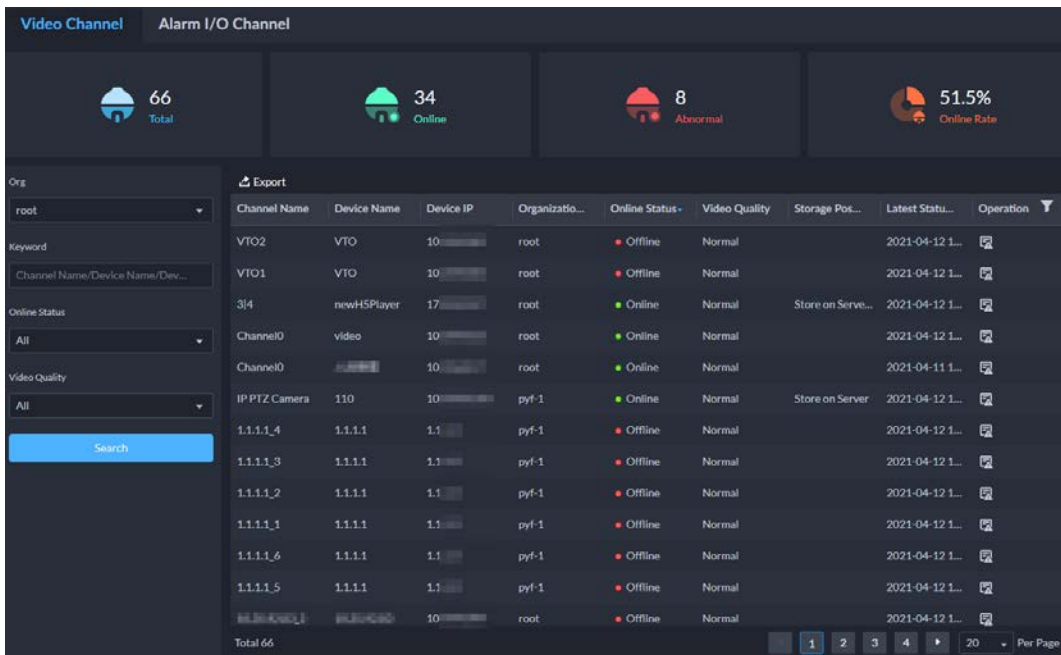 Video Channel Alarm I/O Channel
66
Total
34
Online
8
Abnormal
51.5%
Online Rate
Org
root
Keyword
Channel Name/Device Name/Dev...
Online Status
All
Video Quality
All
Search
Export
Channel Name Device Name Device IP Organizatio... Online Status Video Quality Storage Pos... Latest Statu... Operation
VTO2 VTO 10 root Offline Normal 2021-04-12 1...
VTO1 VTO 10 root Offline Normal 2021-04-12 1...
3|4 newH5Player 17 root Online Normal Store on Serve... 2021-04-12 1...
Channel0 video 10 root Online Normal 2021-04-12 1...
Channel0 10 root Online Normal 2021-04-11 1...
IP PTZ Camera 110 10 pyf-1 Online Normal Store on Server 2021-04-12 1...
1.1.1.1_4 1.1.1.1 1.1 pyf-1 Offline Normal 2021-04-12 1...
1.1.1.1_3 1.1.1.1 1.1 pyf-1 Offline Normal 2021-04-12 1...
1.1.1.1_2 1.1.1.1 1.1 pyf-1 Offline Normal 2021-04-12 1...
1.1.1.1_1 1.1.1.1 1.1 pyf-1 Offline Normal 2021-04-12 1...
1.1.1.1_6 1.1.1.1 1.1 pyf-1 Offline Normal 2021-04-12 1...
1.1.1.1_5 1.1.1.1 1.1 pyf-1 Offline Normal 2021-04-12 1...
10 root Offline Normal 2021-04-12 1...
Total 66 1 2 3 4 20 Per Page